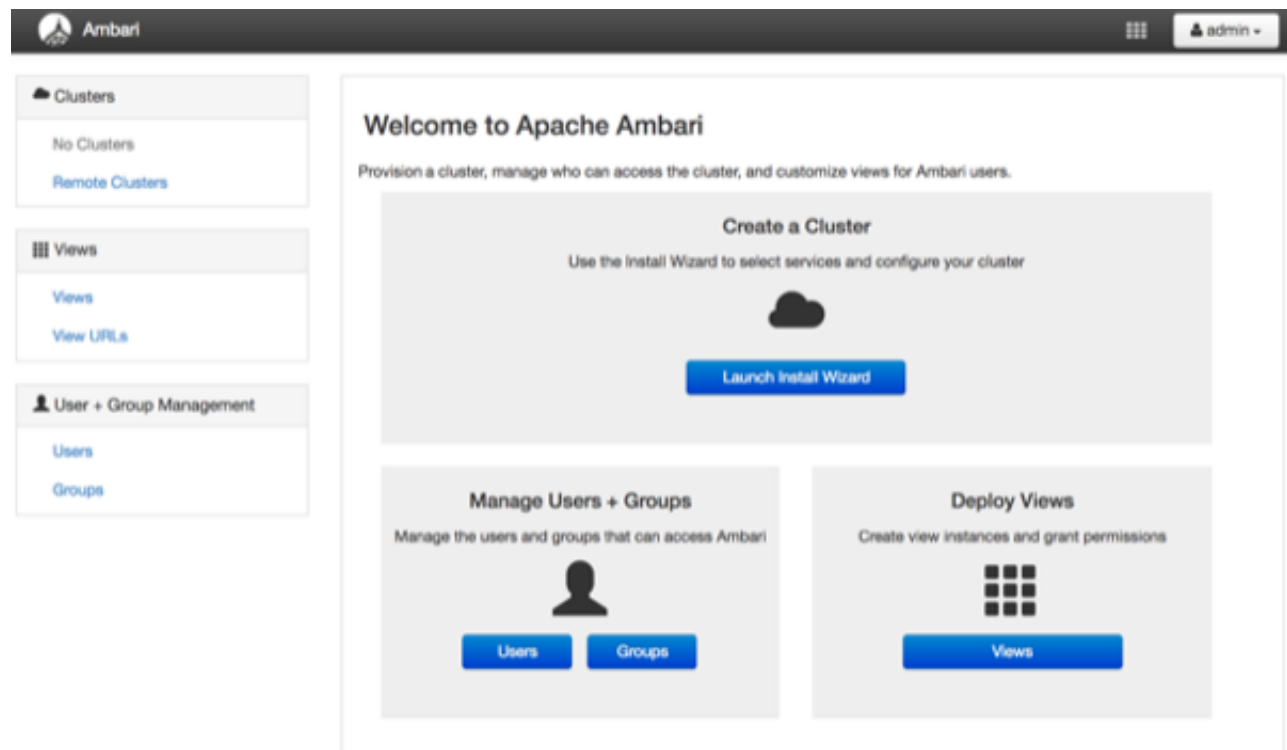 Ambari
admin
Clusters
No Clusters
Remote Clusters
Views
Views
View URLs
User + Group Management
Users
Groups
Welcome to Apache Ambari
Provision a cluster, manage who can access the cluster, and customize views for Ambari users.
Create a Cluster
Use the Install Wizard to select services and configure your cluster
Launch Install Wizard
Manage Users + Groups
Manage the users and groups that can access Ambari
Users
Groups
Deploy Views
Create view instances and grant permissions
Views